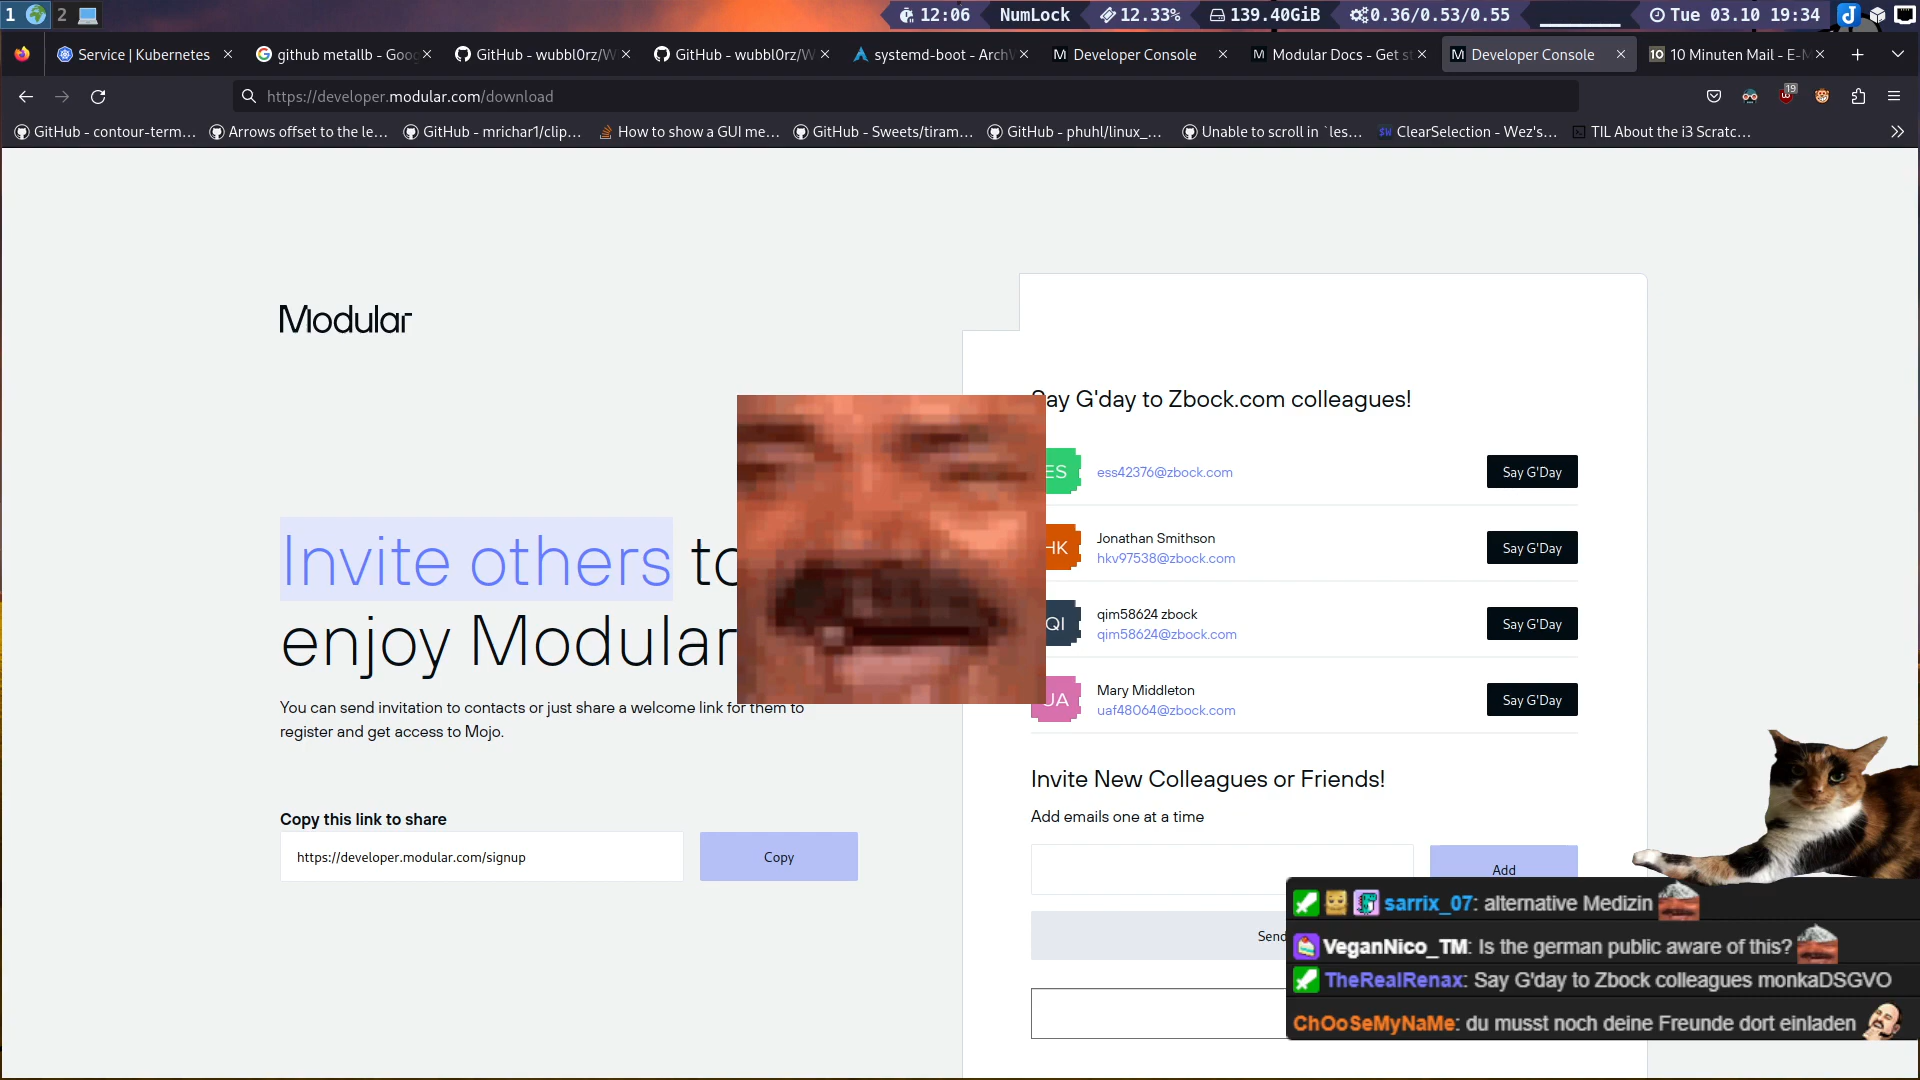 1 2 12:06 NumLock 12.33% 139.40GiB 0.36/0.53/0.55 Tue 03.10 19:34
Service | Kubernetes github metallb - Goo GitHub - wubbl0rz/ GitHub - wubbl0rz/ systemd-boot - Arch Developer Console Modular Docs - Get s Developer Console 10 10 Minuten Mail - E-
https://developer.modular.com/download 19
GitHub - contour-term… Arrows offset to the le… GitHub - mrichar1/clip… How to show a GUI me… GitHub - Sweets/tiram… GitHub - phuhl/linux_… Unable to scroll in `les… ClearSelection - Wez's… TIL About the i3 Scratc…
Modular
Invite others to
enjoy Modular
You can send invitation to contacts or just share a welcome link for them to
register and get access to Mojo.
Copy this link to share
https://developer.modular.com/signup
Copy
Say G'day to Zbock.com colleagues!
ES ess42376@zbock.com Say G'Day
HK Jonathan Smithson
hkv97538@zbock.com Say G'Day
QI qim58624 zbock
qim58624@zbock.com Say G'Day
UA Mary Middleton
uaf48064@zbock.com Say G'Day
Invite New Colleagues or Friends!
Add emails one at a time
Add
Send
sarrix_07: alternative Medizin
VeganNico_TM: Is the german public aware of this?
TheRealRenax: Say G'day to Zbock colleagues monkaDSGVO
ChOoSeMyNaMe: du musst noch deine Freunde dort einladen